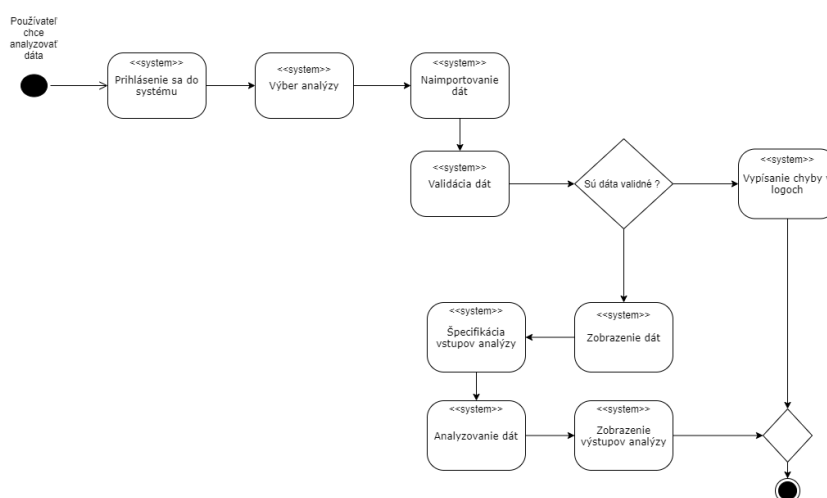 Používateľ
chce
analyzovať
dáta
<<system>>
Prihlásenie sa do
systému
<<system>>
Výber analýzy
<<system>>
Naimportovanie
dát
<<system>>
Validácia dát
Sú dáta validné ?
<<system>>
Vypísanie chyby v
logoch
<<system>>
Špecifikácia
vstupov analýzy
<<system>>
Zobrazenie dát
<<system>>
Analyzovanie dát
<<system>>
Zobrazenie
výstupov analýzy